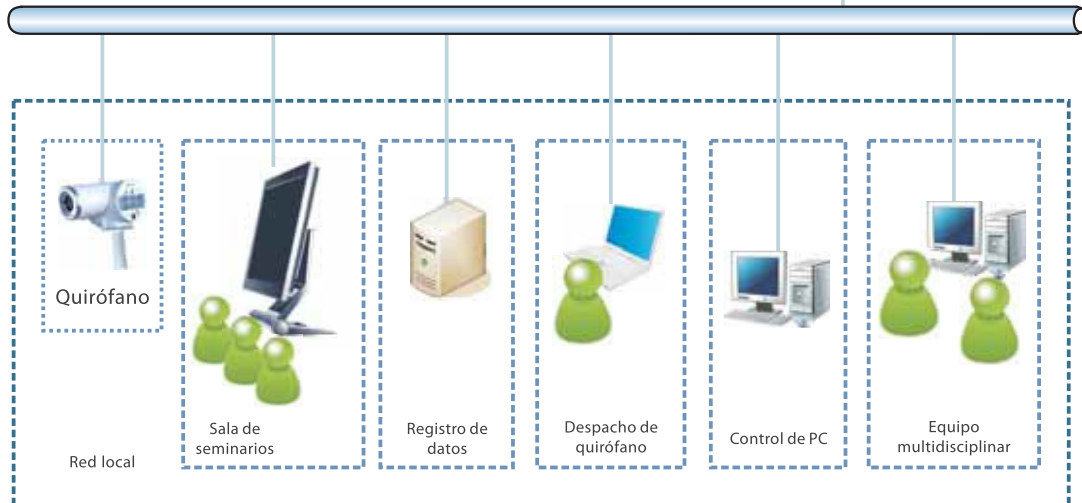 Quirófano
Sala de
seminarios
Registro de
datos
Despacho de
quirófano
Control de PC
Equipo
multidisciplinar
Red local